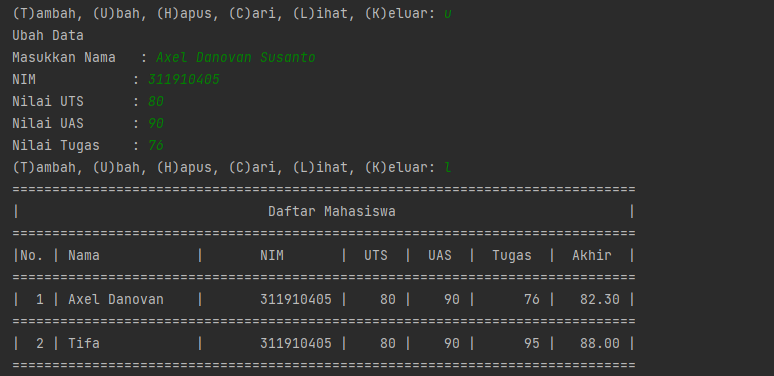 (T)ambah, (U)bah, (H)apus, (C)ari, (L)ihat, (K)eluar: u
Ubah Data
Masukkan Nama   : Axel Danovan Susanto
NIM            : 311910405
Nilai UTS      : 80
Nilai UAS      : 90
Nilai Tugas    : 76
(T)ambah, (U)bah, (H)apus, (C)ari, (L)ihat, (K)eluar: l
==============================================================================
|                               Daftar Mahasiswa                             |
==============================================================================
|No. | Nama            |       NIM       |  UTS  |  UAS  |  Tugas  |  Akhir  |
==============================================================================
|  1 | Axel Danovan    |       311910405 |    80 |    90 |      76 |   82.30 |
==============================================================================
|  2 | Tifa            |       311910405 |    80 |    90 |      95 |   88.00 |
==============================================================================